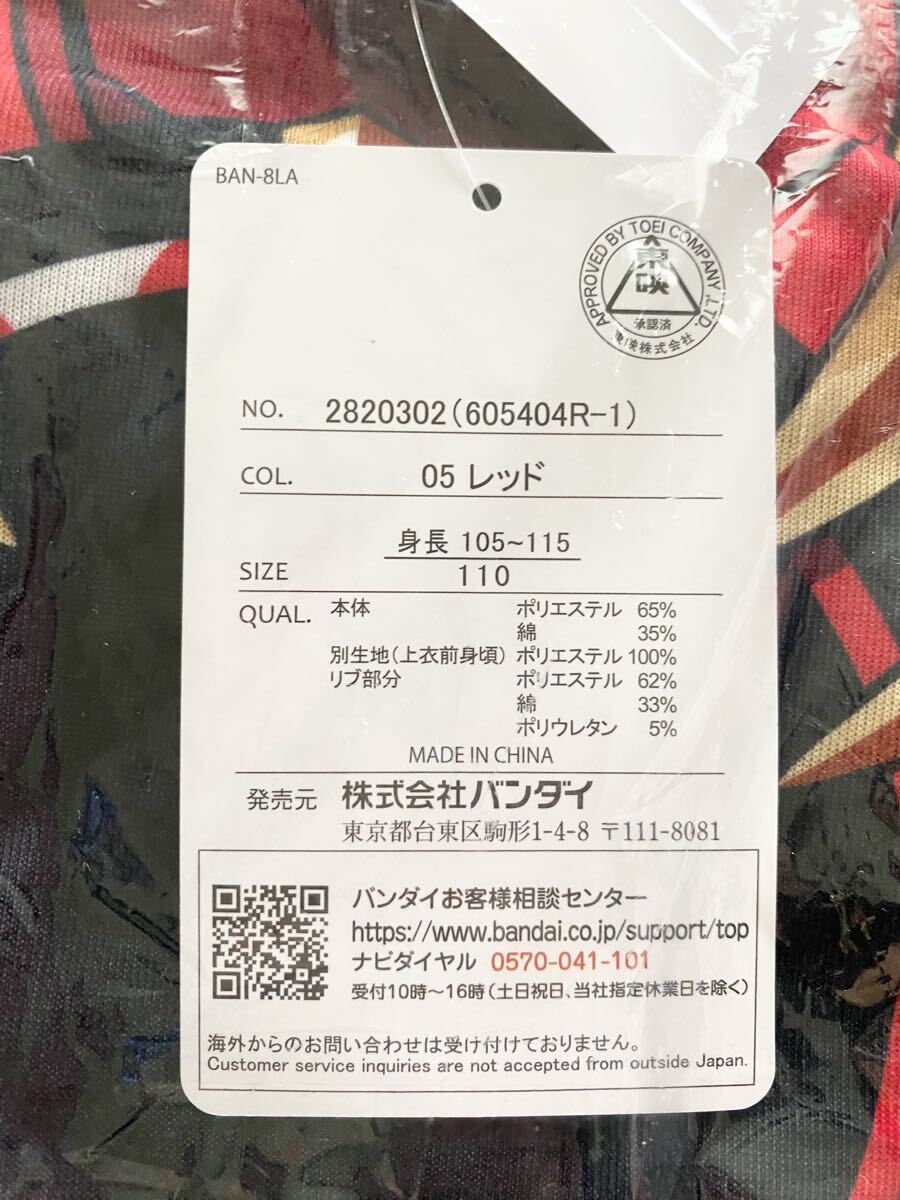 BAN-8LA
APPROVED BY TOEI COMPANY,LTD.
東映
承認済
東映株式会社
NO. 2820302(605404R-1)
COL. 05 レッド
身長 105~115
SIZE 110
QUAL. 本体 ポリエステル 65%
綿 35%
別生地(上衣前身頃) ポリエステル 100%
リブ部分 ポリエステル 62%
綿 33%
ポリウレタン 5%
MADE IN CHINA
発売元 株式会社バンダイ
東京都台東区駒形1-4-8 〒111-8081
バンダイお客様相談センター
https://www.bandai.co.jp/support/top
ナビダイヤル 0570-041-101
受付10時~16時(土日祝日、当社指定休業日を除く)
海外からのお問い合わせは受け付けておりません。
Customer service inquiries are not accepted from outside Japan.